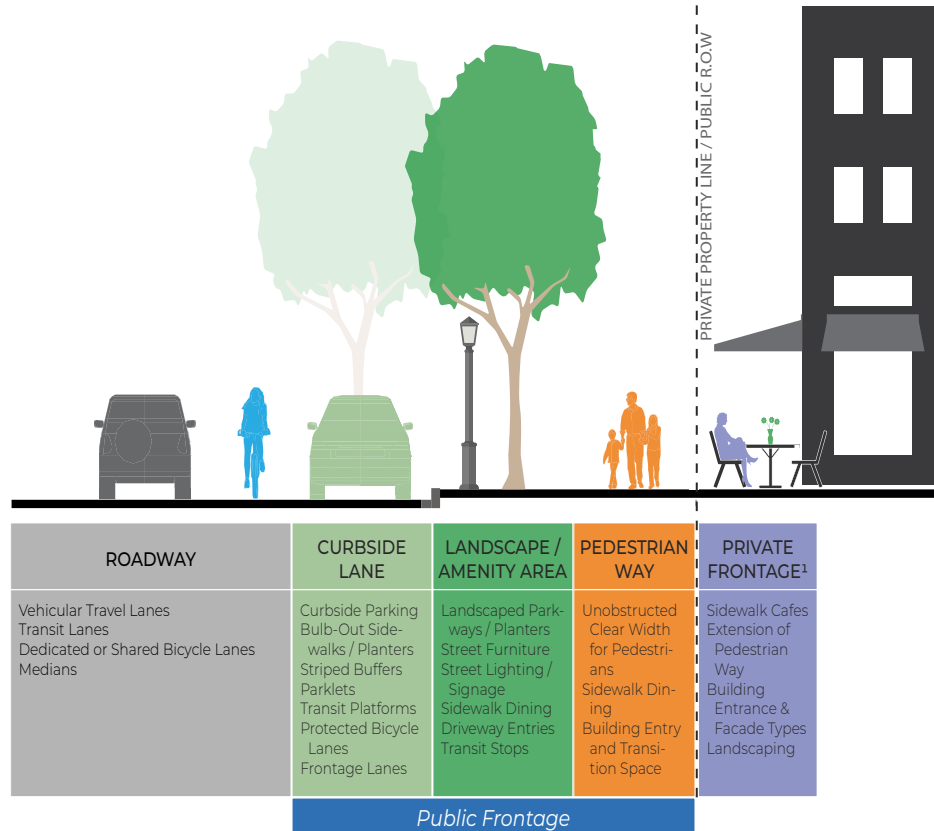 PRIVATE PROPERTY LINE / PUBLIC R.O.W
ROADWAY
Vehicular Travel Lanes
Transit Lanes
Dedicated or Shared Bicycle Lanes
Medians
CURBSIDE
LANE
Curbside Parking
Bulb-Out Side-
walks / Planters
Striped Buffers
Parklets
Transit Platforms
Protected Bicycle
Lanes
Frontage Lanes
LANDSCAPE /
AMENITY AREA
Landscaped Park-
ways / Planters
Street Furniture
Street Lighting /
Signage
Sidewalk Dining
Driveway Entries
Transit Stops
PEDESTRIAN
WAY
Unobstructed
Clear Width
for Pedestri-
ans
Sidewalk Din-
ing
Building Entry
and Transi-
tion Space
PRIVATE
FRONTAGE¹
Sidewalk Cafes
Extension of
Pedestrian
Way
Building
Entrance &
Facade Types
Landscaping
Public Frontage